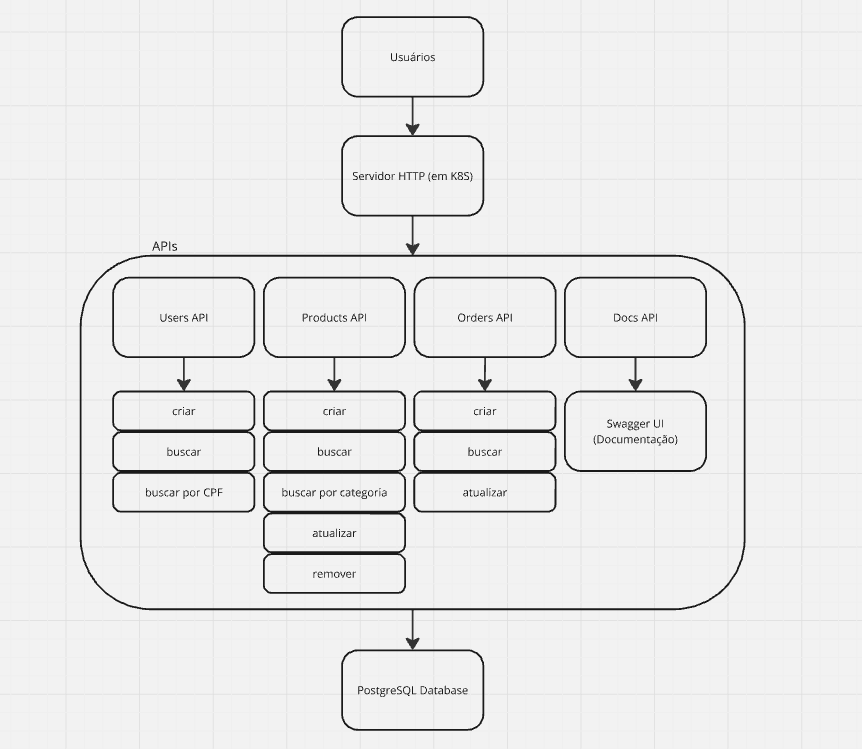 Usuários
Servidor HTTP (em K8S)
APIs
Users API
Products API
Orders API
Docs API
criar
criar
criar
Swagger UI
(Documentação)
buscar
buscar
buscar
buscar por CPF
buscar por categoria
atualizar
atualizar
remover
PostgreSQL Database